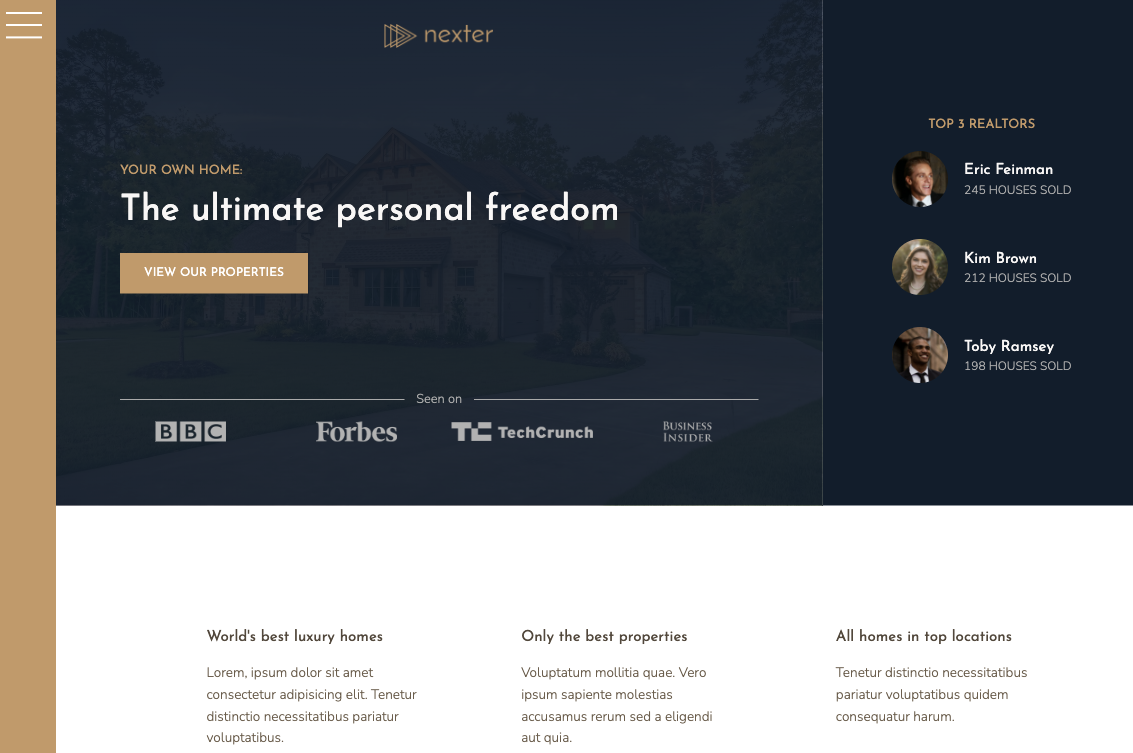 nexter
YOUR OWN HOME:
The ultimate personal freedom
VIEW OUR PROPERTIES
Seen on
BBC
Forbes
TC TechCrunch
BUSINESS
INSIDER
TOP 3 REALTORS
Eric Feinman
245 HOUSES SOLD
Kim Brown
212 HOUSES SOLD
Toby Ramsey
198 HOUSES SOLD
World's best luxury homes
Lorem, ipsum dolor sit amet
consectetur adipisicing elit. Tenetur
distinctio necessitatibus pariatur
voluptatibus.
Only the best properties
Voluptatum mollitia quae. Vero
ipsum sapiente molestias
accusamus rerum sed a eligendi
aut quia.
All homes in top locations
Tenetur distinctio necessitatibus
pariatur voluptatibus quidem
consequatur harum.